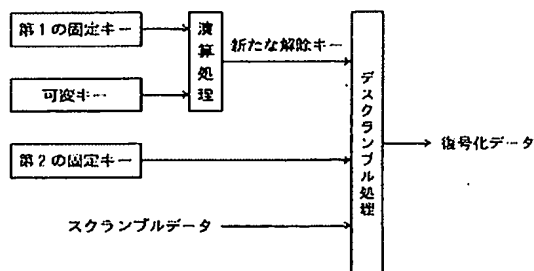 第1の固定キー
演算処理
新たな解除キー
可変キー
デスクランブル処理
復号化データ
第2の固定キー
スクランブルデータ